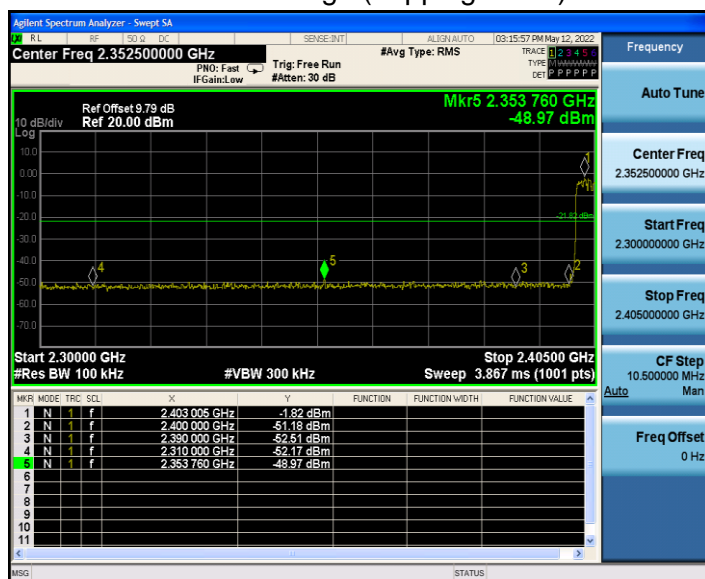 Agilent Spectrum Analyzer - Swept SA
RL RF 50 Ω DC SENSE:INT ALIGN AUTO 03:15:57 PM May 12, 2022
Center Freq 2.352500000 GHz #Avg Type: RMS TRACE 1 2 3 4 5 6
PNO: Fast Trig: Free Run TYPE
IFGain:Low #Atten: 30 dB DET P P P P P P
Frequency
Auto Tune
Mkr5 2.353 760 GHz
Ref Offset 9.79 dB
10 dB/div Ref 20.00 dBm -48.97 dBm
Log
10.0
0.00
-10.0
-20.0
-30.0
-40.0
-50.0
-60.0
-70.0
1
-21.82 dBm
4 5 3 2
Center Freq
2.352500000 GHz
Start Freq
2.300000000 GHz
Stop Freq
2.405000000 GHz
CF Step
10.500000 MHz
Auto Man
Freq Offset
0 Hz
Start 2.30000 GHz Stop 2.40500 GHz
#Res BW 100 kHz #VBW 300 kHz Sweep 3.867 ms (1001 pts)
MKR MODE TRC SCL X Y FUNCTION FUNCTION WIDTH FUNCTION VALUE
1 N 1 f 2.403 005 GHz -1.82 dBm
2 N 1 f 2.400 000 GHz -51.18 dBm
3 N 1 f 2.390 000 GHz -52.51 dBm
4 N 1 f 2.310 000 GHz -52.17 dBm
5 N 1 f 2.353 760 GHz -48.97 dBm
6
7
8
9
10
11
MSG STATUS